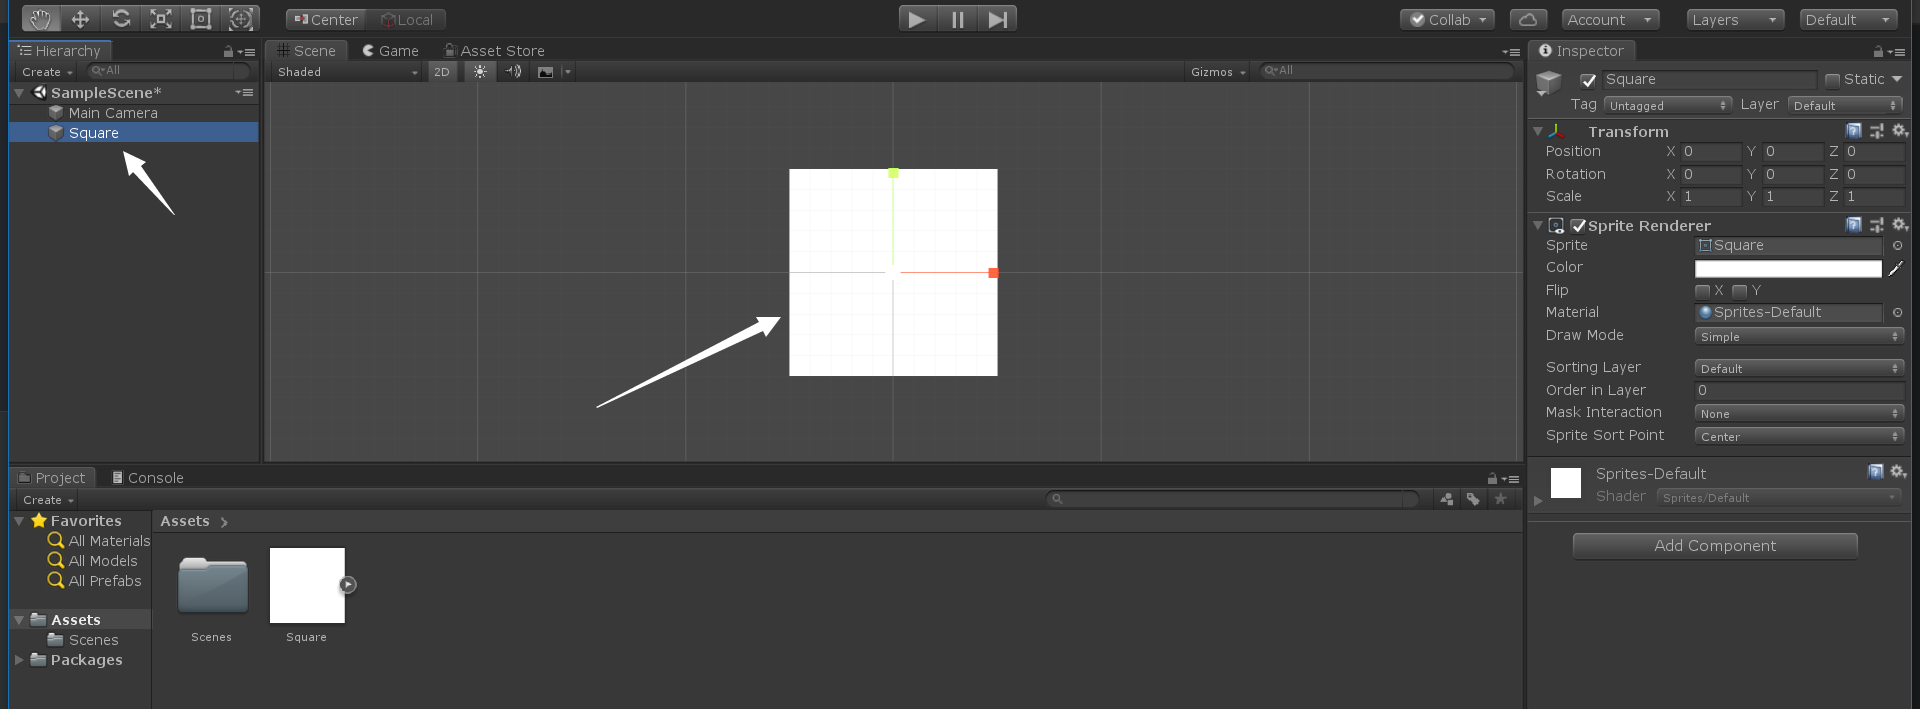 Center Local Collab Account Layers Default
Hierarchy
Create All
SampleScene*
Main Camera
Square
Scene Game Asset Store
Shaded 2D Gizmos All
Inspector
Square Static
Tag Untagged Layer Default
Transform
Position X 0 Y 0 Z 0
Rotation X 0 Y 0 Z 0
Scale X 1 Y 1 Z 1
Sprite Renderer
Sprite Square
Color
Flip X Y
Material Sprites-Default
Draw Mode Simple
Sorting Layer Default
Order in Layer 0
Mask Interaction None
Sprite Sort Point Center
Sprites-Default
Shader Sprites/Default
Add Component
Project Console
Create
Favorites
All Materials
All Models
All Prefabs
Assets
Scenes
Packages
Assets
Scenes Square